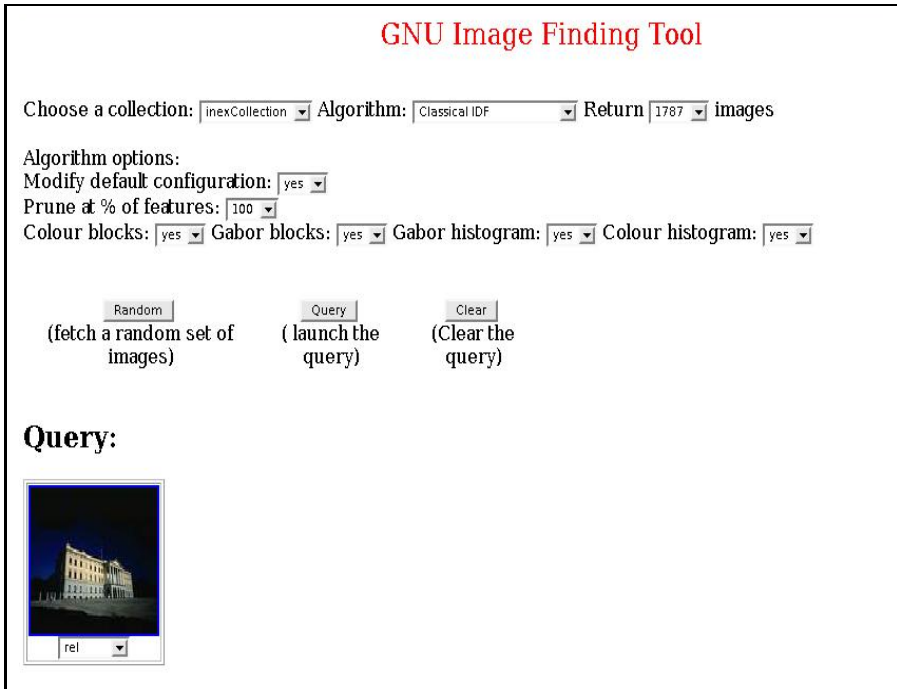 GNU Image Finding Tool
Choose a collection: inexCollection Algorithm: Classical IDF Return 1787 images
Algorithm options:
Modify default configuration: yes
Prune at % of features: 100
Colour blocks: yes Gabor blocks: yes Gabor histogram: yes Colour histogram: yes
Random Query Clear
(fetch a random set of ( launch the (Clear the
images) query) query)
Query:
rel